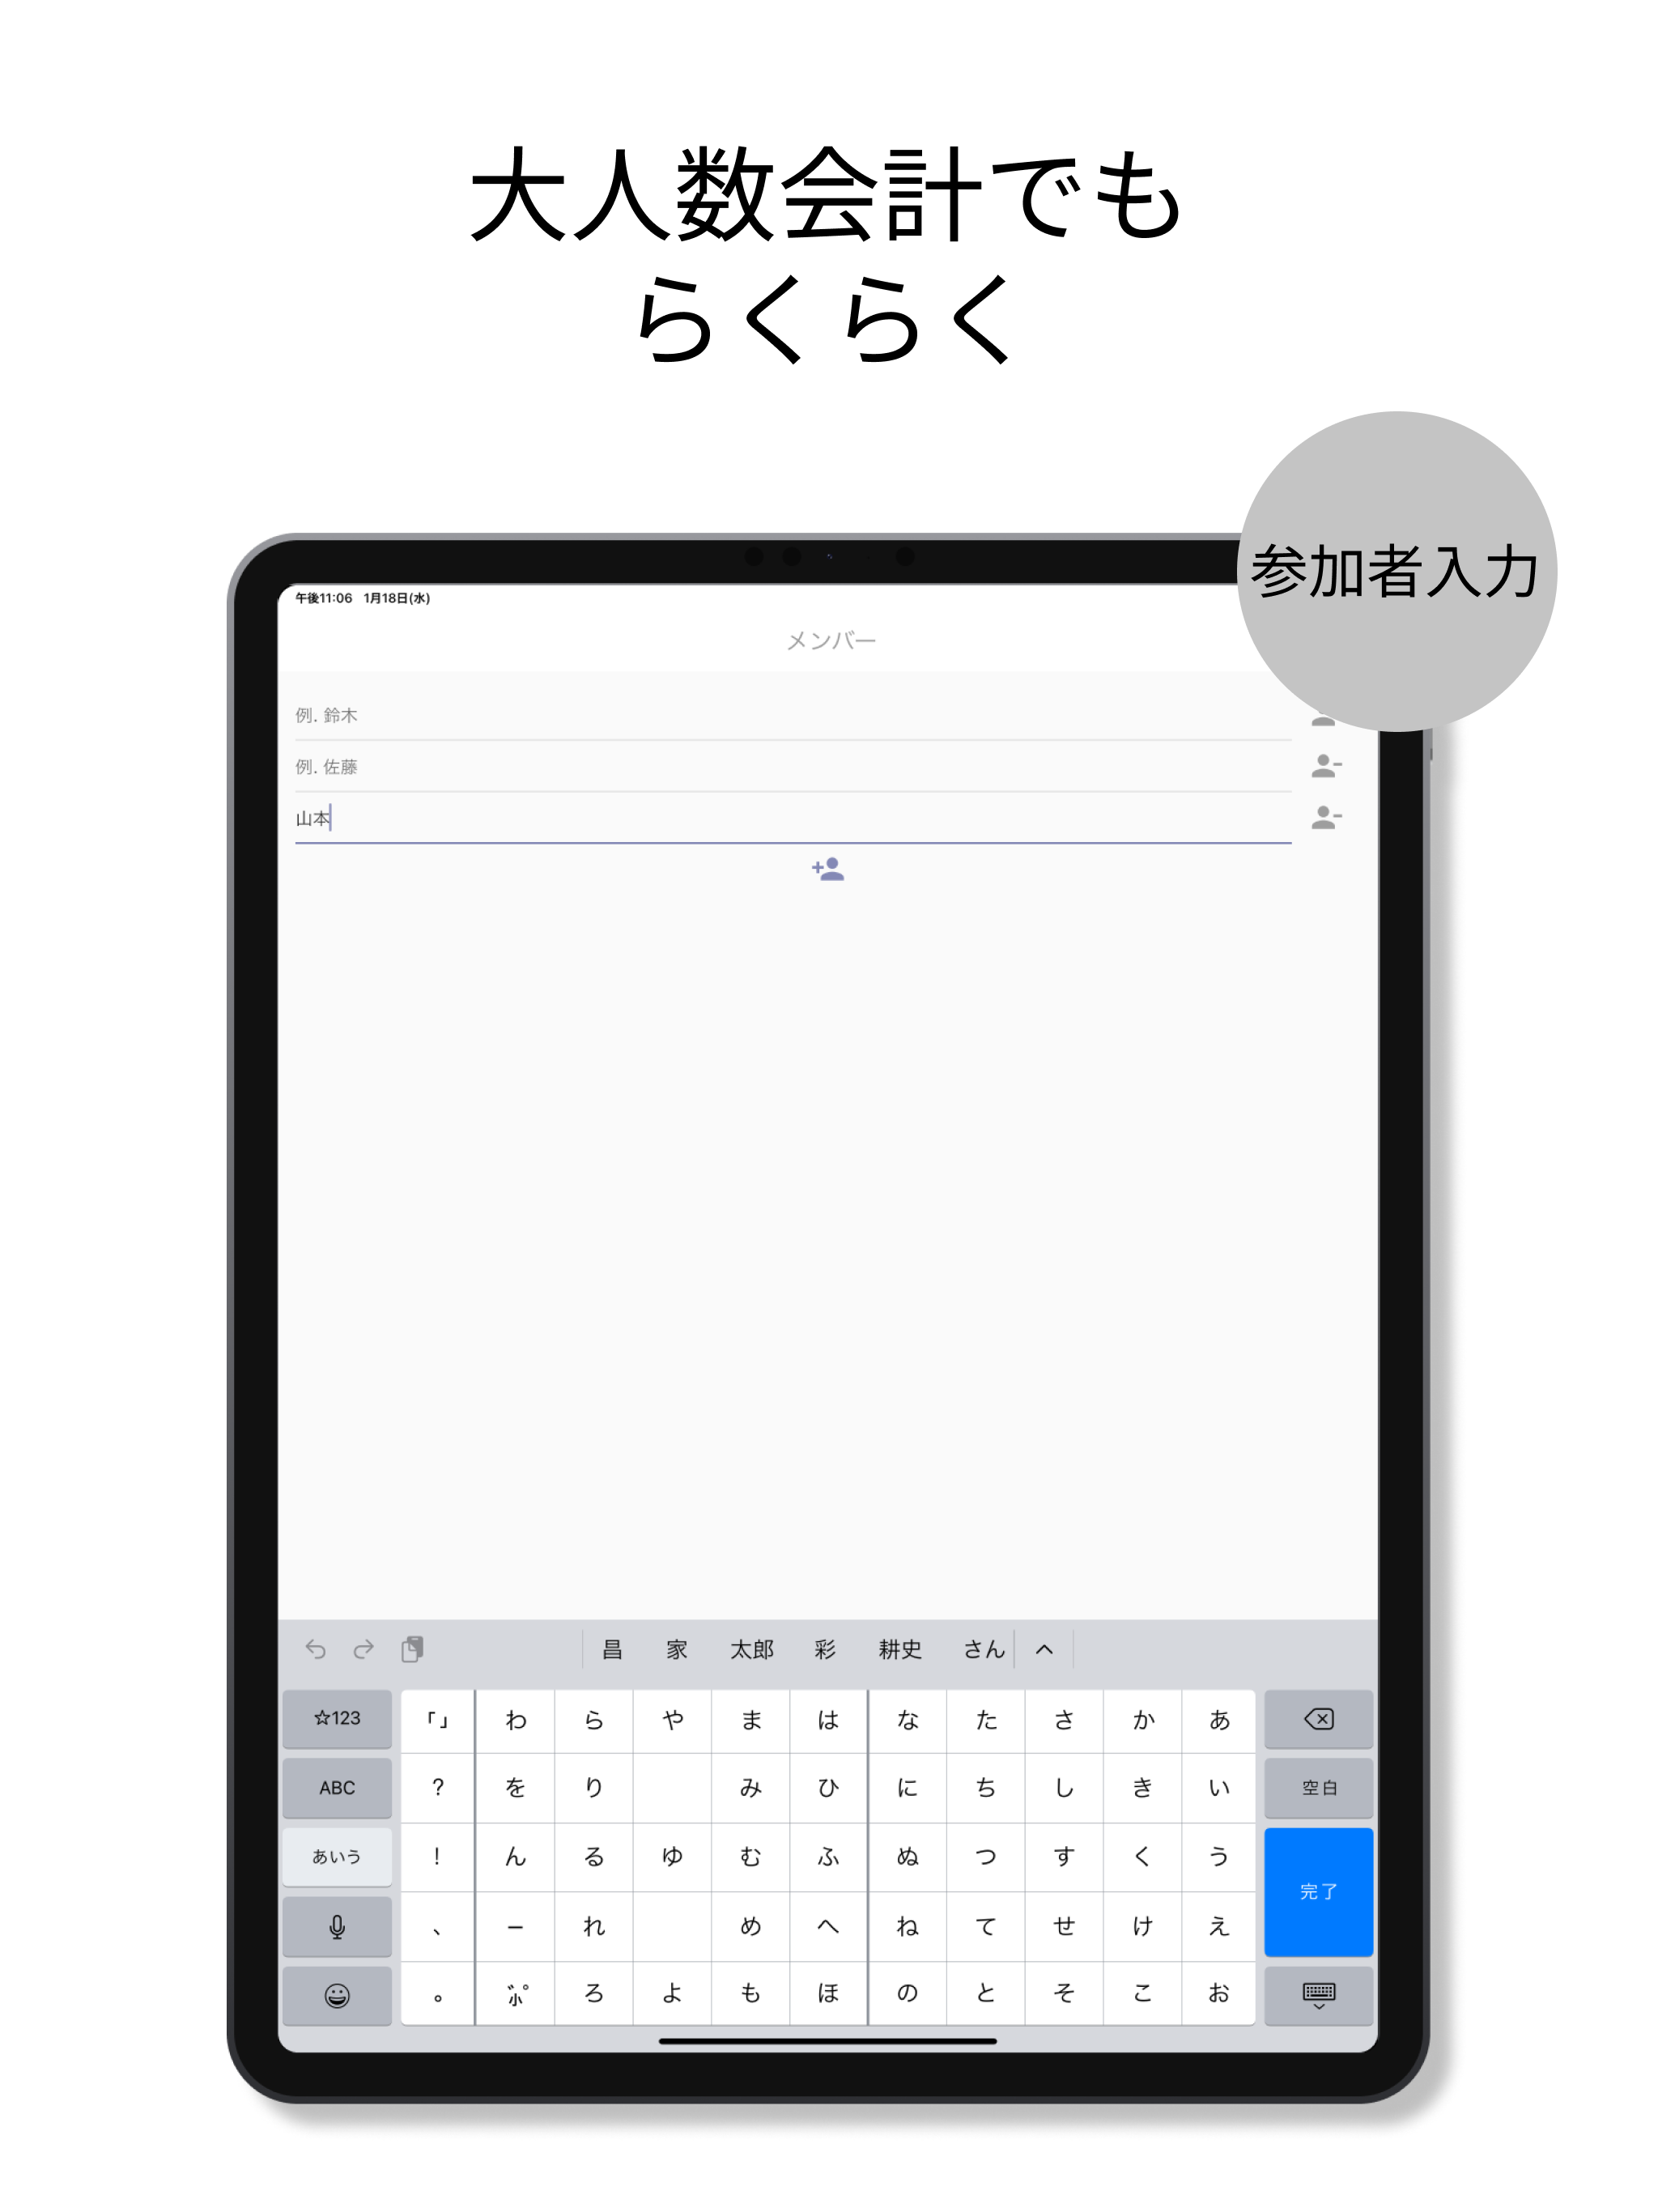 大人数会計でも
らくらく
参加者入力
午後11:06 1月18日(水)
メンバー
例. 鈴木
例. 佐藤
山本
昌 家 太郎 彩 耕史 さん
☆123 「」 わ ら や ま は な た さ か あ
ABC ? を り み ひ に ち し き い 空白
あいう ! ん る ゆ む ふ ぬ つ す く う
完了
、 ー れ め へ ね て せ け え
。 ゛゜小 ろ よ も ほ の と そ こ お